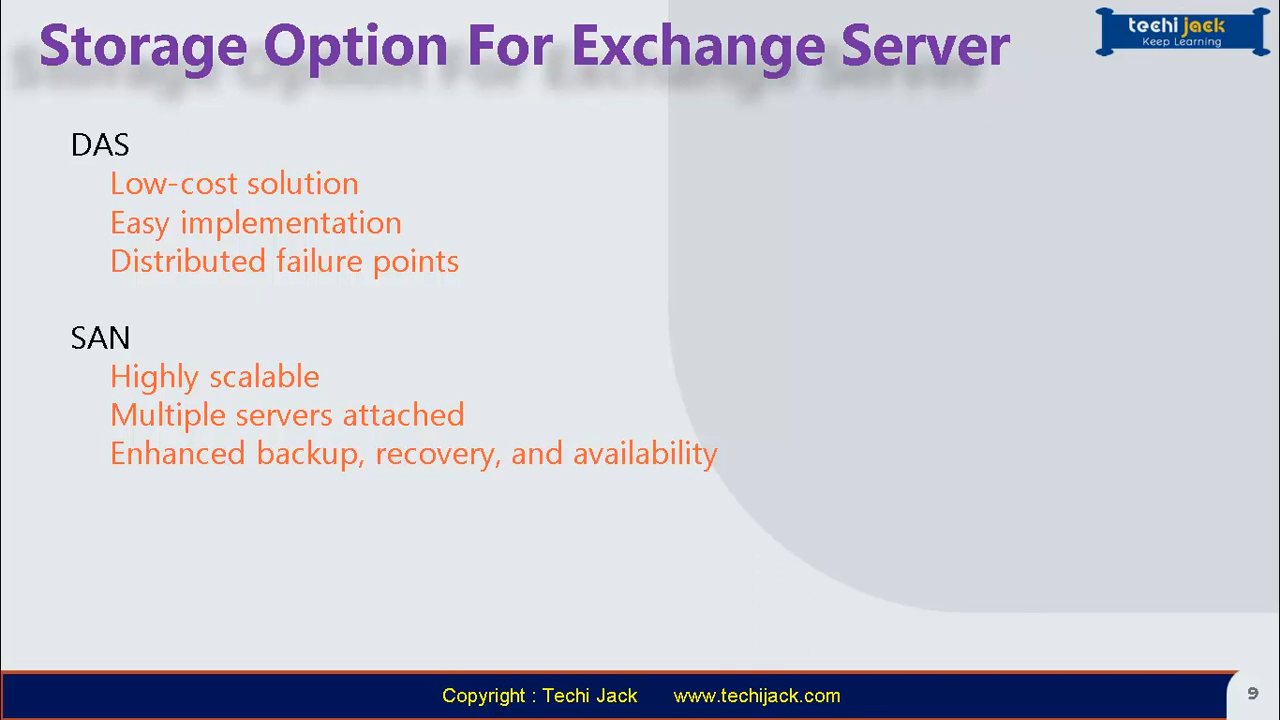 Storage Option For Exchange Server
techi jack
Keep Learning
DAS
Low-cost solution
Easy implementation
Distributed failure points
SAN
Highly scalable
Multiple servers attached
Enhanced backup, recovery, and availability
Copyright : Techi Jack www.techijack.com
9